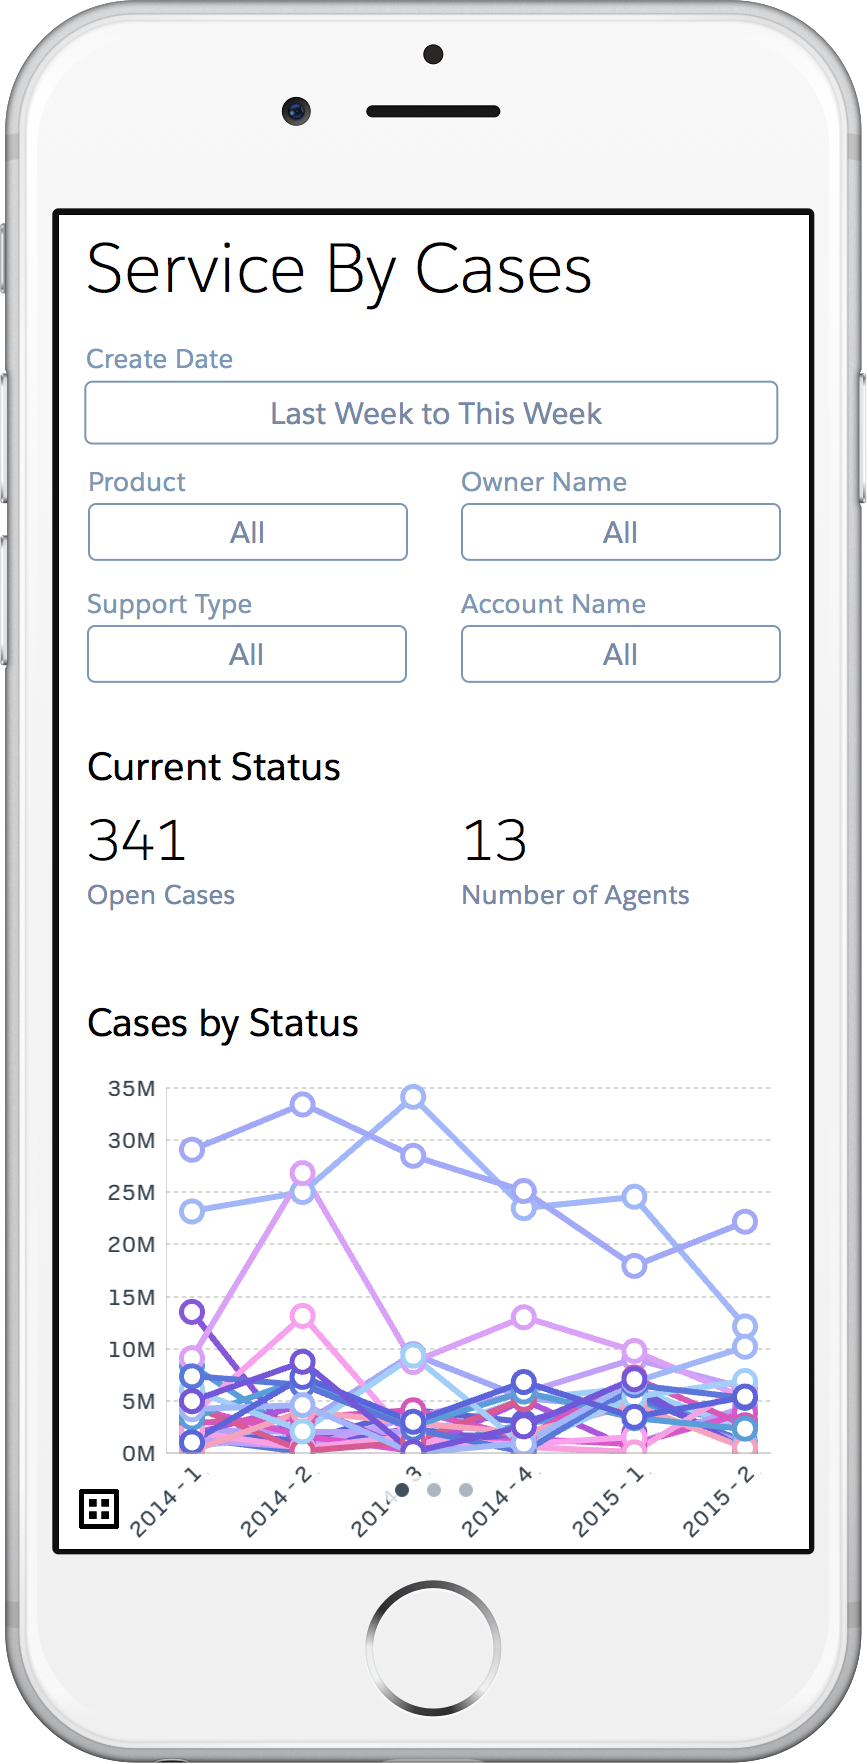 Service By Cases
Create Date
Last Week to This Week
Product
Owner Name
All
All
Support Type
Account Name
All
All
Current Status
341
13
Open Cases
Number of Agents
Cases by Status
35M
30M
25M
20M
15M
10M
5M
0M
2014 - 1
2014 - 2
2014 - 3
2014 - 4
2015 - 1
2015 - 2